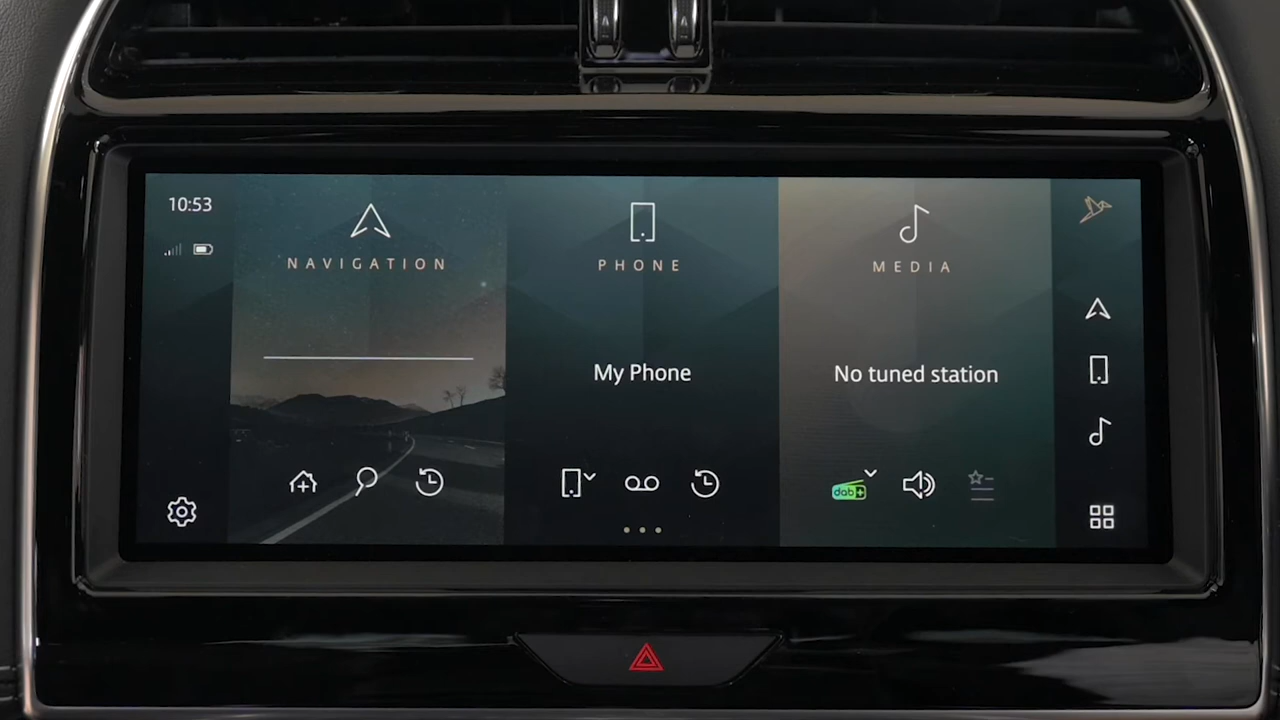 10:53
NAVIGATION
PHONE
MEDIA
My Phone
No tuned station
dab+